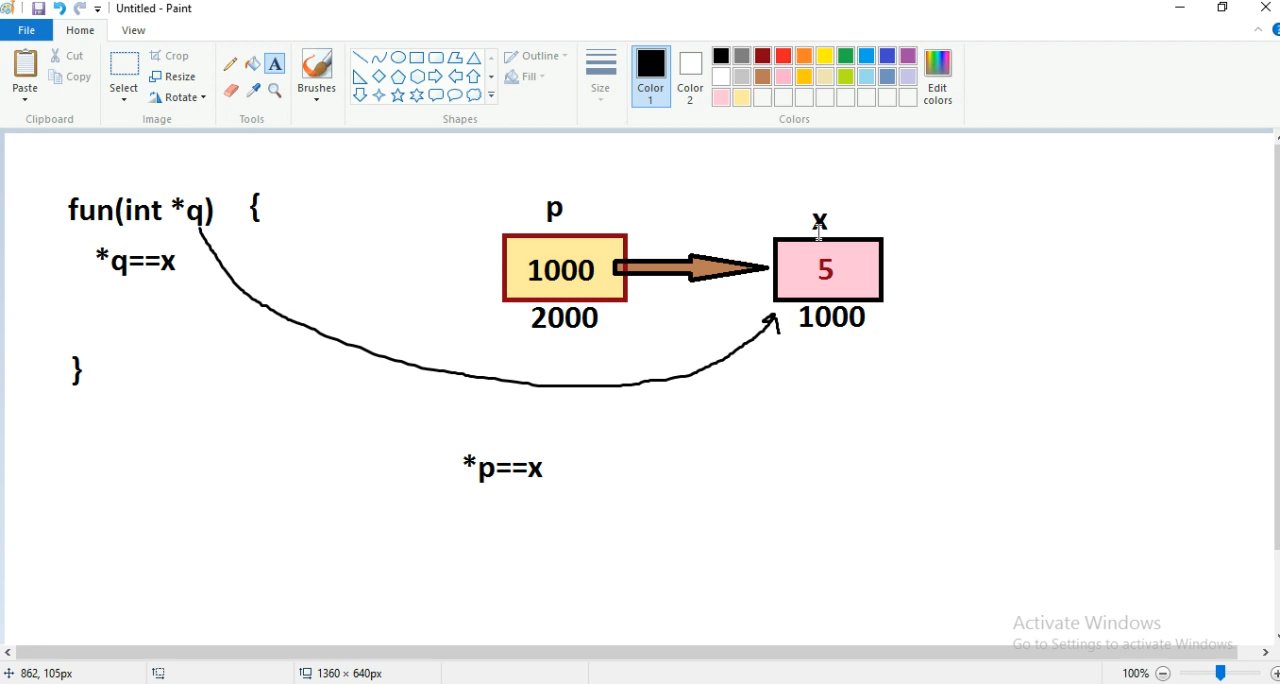 Untitled - Paint
File Home View
Paste
Cut
Copy
Clipboard
Select
Crop
Resize
Rotate
Image
A
Tools
Brushes
Shapes
Outline
Fill
Size
Color 1
Color 2
Edit colors
Colors
fun(int *q) {
*q==x
}
p
1000
2000
x
5
1000
*p==x
Activate Windows
Go to Settings to activate Windows.
862, 105px
1360 × 640px
100%